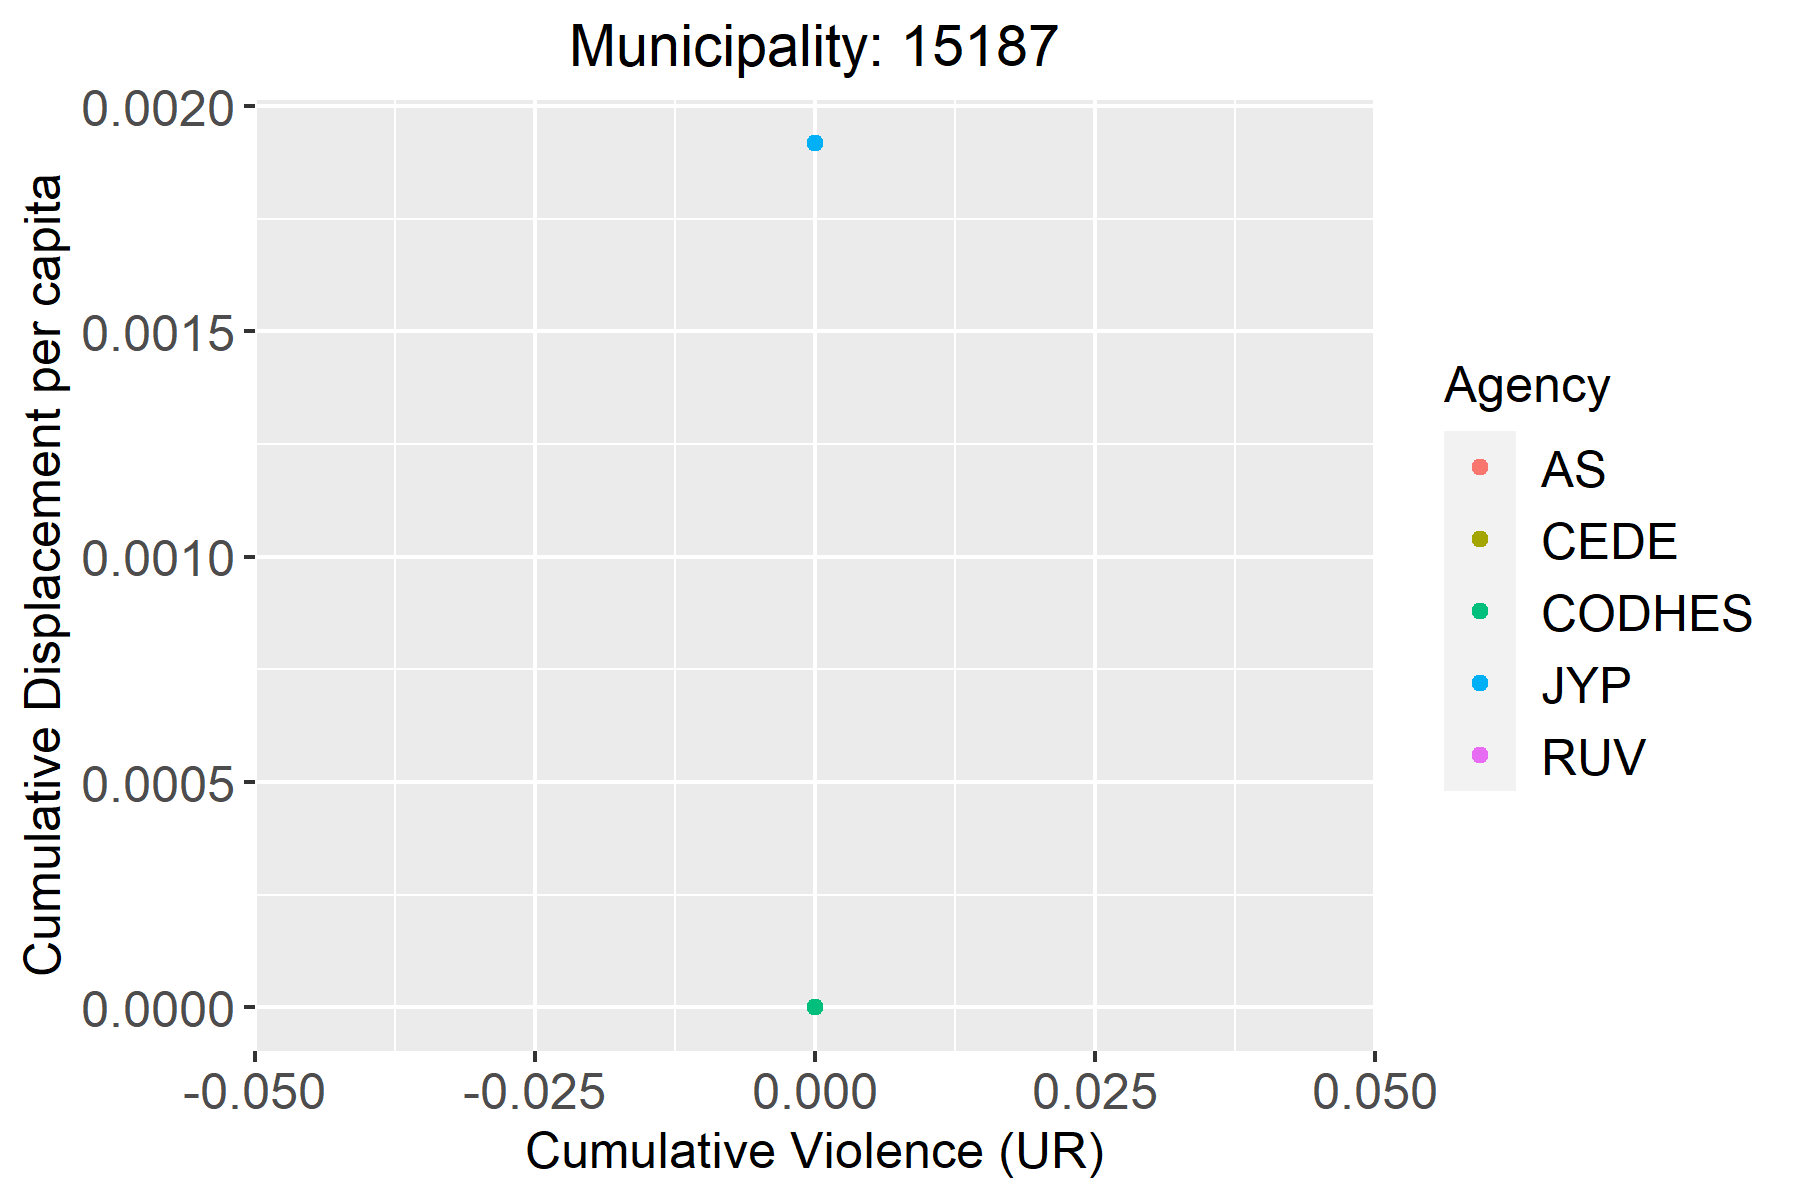 Municipality: 15187
Cumulative Displacement per capita
0.0020
0.0015
0.0010
0.0005
0.0000
-0.050
-0.025
0.000
0.025
0.050
Cumulative Violence (UR)
Agency
AS
CEDE
CODHES
JYP
RUV